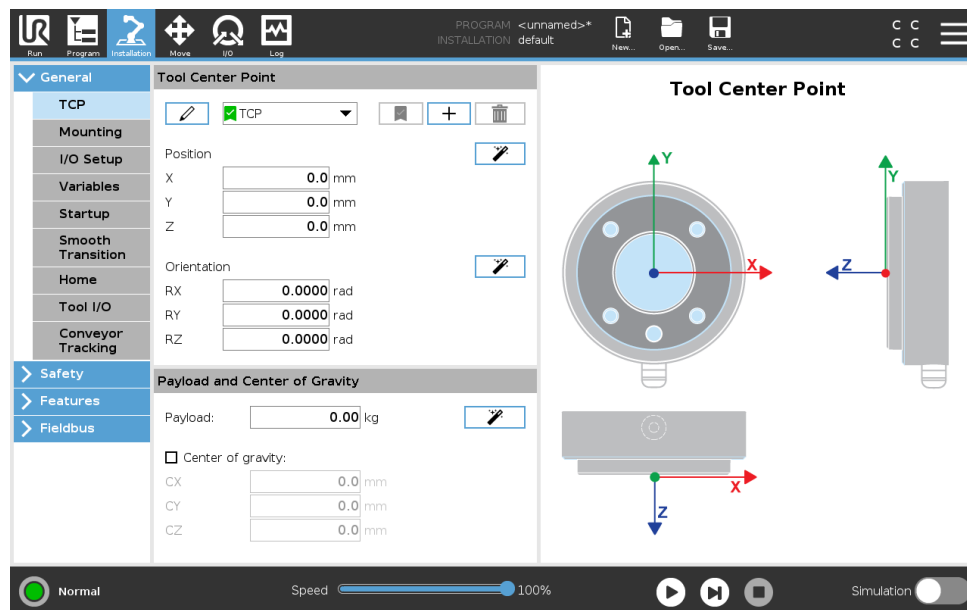 PROGRAM <unnamed>*
INSTALLATION default
Run Program Installation Move I/O Log New... Open... Save...
C C
C C
General
TCP
Mounting
I/O Setup
Variables
Startup
Smooth
Transition
Home
Tool I/O
Conveyor
Tracking
Safety
Features
Fieldbus
Tool Center Point
TCP
Position
X 0.0 mm
Y 0.0 mm
Z 0.0 mm
Orientation
RX 0.0000 rad
RY 0.0000 rad
RZ 0.0000 rad
Payload and Center of Gravity
Payload: 0.00 kg
Center of gravity:
CX 0.0 mm
CY 0.0 mm
CZ 0.0 mm
Tool Center Point
Y
X
Y
Z
X
Z
Normal
Speed 100%
Simulation